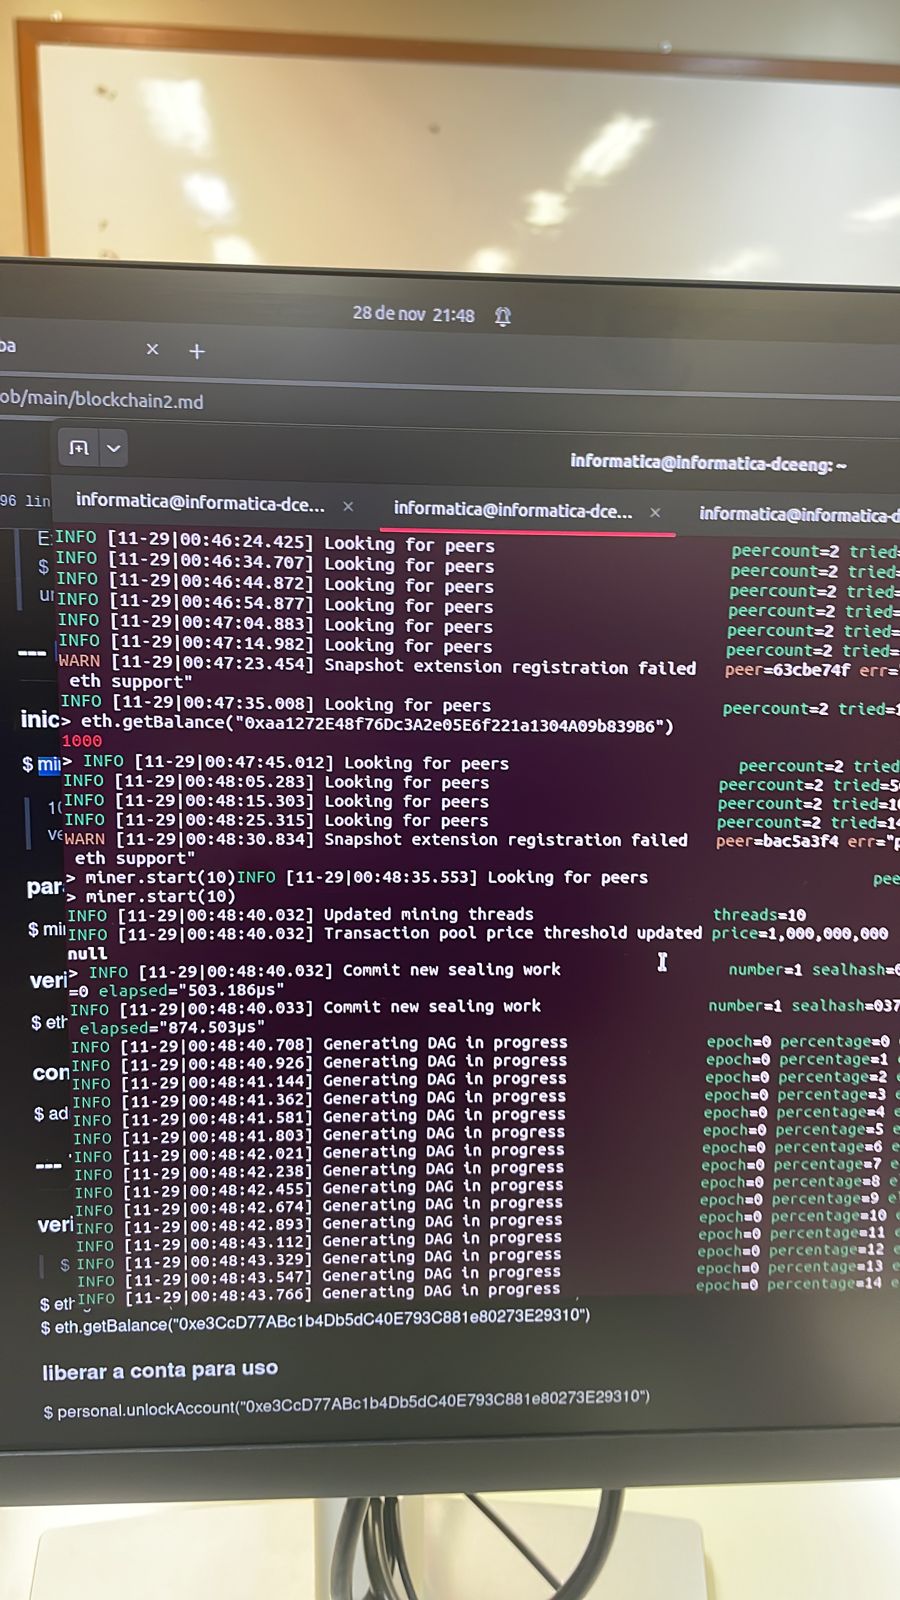 28 de nov 21:48
ba
ob/main/blockchain2.md
informatica@informatica-dceeng: ~
96 lin
informatica@informatica-dce...
informatica@informatica-dce...
informatica@informatica-d
INFO [11-29|00:46:24.425] Looking for peers peercount=2 tried=
INFO [11-29|00:46:34.707] Looking for peers peercount=2 tried=
INFO [11-29|00:46:44.872] Looking for peers peercount=2 tried=
INFO [11-29|00:46:54.877] Looking for peers peercount=2 tried=
INFO [11-29|00:47:04.883] Looking for peers peercount=2 tried=
INFO [11-29|00:47:14.982] Looking for peers peercount=2 tried=
WARN [11-29|00:47:23.454] Snapshot extension registration failed peer=63cbe74f err="
eth support"
INFO [11-29|00:47:35.008] Looking for peers peercount=2 tried=1
> eth.getBalance("0xaa1272E48f76Dc3A2e05E6f221a1304A09b839B6")
1000
> INFO [11-29|00:47:45.012] Looking for peers peercount=2 tried
INFO [11-29|00:48:05.283] Looking for peers peercount=2 tried=5
INFO [11-29|00:48:15.303] Looking for peers peercount=2 tried=10
INFO [11-29|00:48:25.315] Looking for peers peercount=2 tried=14
WARN [11-29|00:48:30.834] Snapshot extension registration failed peer=bac5a3f4 err="p
eth support"
> miner.start(10)INFO [11-29|00:48:35.553] Looking for peers pee
> miner.start(10)
INFO [11-29|00:48:40.032] Updated mining threads threads=10
INFO [11-29|00:48:40.032] Transaction pool price threshold updated price=1,000,000,000
null
> INFO [11-29|00:48:40.032] Commit new sealing work number=1 sealhash=
=0 elapsed="503.186µs"
INFO [11-29|00:48:40.033] Commit new sealing work number=1 sealhash=037
elapsed="874.503µs"
INFO [11-29|00:48:40.708] Generating DAG in progress epoch=0 percentage=0
INFO [11-29|00:48:40.926] Generating DAG in progress epoch=0 percentage=1
INFO [11-29|00:48:41.144] Generating DAG in progress epoch=0 percentage=2
INFO [11-29|00:48:41.362] Generating DAG in progress epoch=0 percentage=3
INFO [11-29|00:48:41.581] Generating DAG in progress epoch=0 percentage=4
INFO [11-29|00:48:41.803] Generating DAG in progress epoch=0 percentage=5
INFO [11-29|00:48:42.021] Generating DAG in progress epoch=0 percentage=6
INFO [11-29|00:48:42.238] Generating DAG in progress epoch=0 percentage=7
INFO [11-29|00:48:42.455] Generating DAG in progress epoch=0 percentage=8
INFO [11-29|00:48:42.674] Generating DAG in progress epoch=0 percentage=9
INFO [11-29|00:48:42.893] Generating DAG in progress epoch=0 percentage=10
INFO [11-29|00:48:43.112] Generating DAG in progress epoch=0 percentage=11
INFO [11-29|00:48:43.329] Generating DAG in progress epoch=0 percentage=12
INFO [11-29|00:48:43.547] Generating DAG in progress epoch=0 percentage=13
INFO [11-29|00:48:43.766] Generating DAG in progress epoch=0 percentage=14
E
$
ur
---
inic
$ min
10
ve
par
$ min
veri
$ eth
con
$ ad
---
veri
$
$ eth
$ eth.getBalance("0xe3CcD77ABc1b4Db5dC40E793C881e80273E29310")
liberar a conta para uso
$ personal.unlockAccount("0xe3CcD77ABc1b4Db5dC40E793C881e80273E29310")